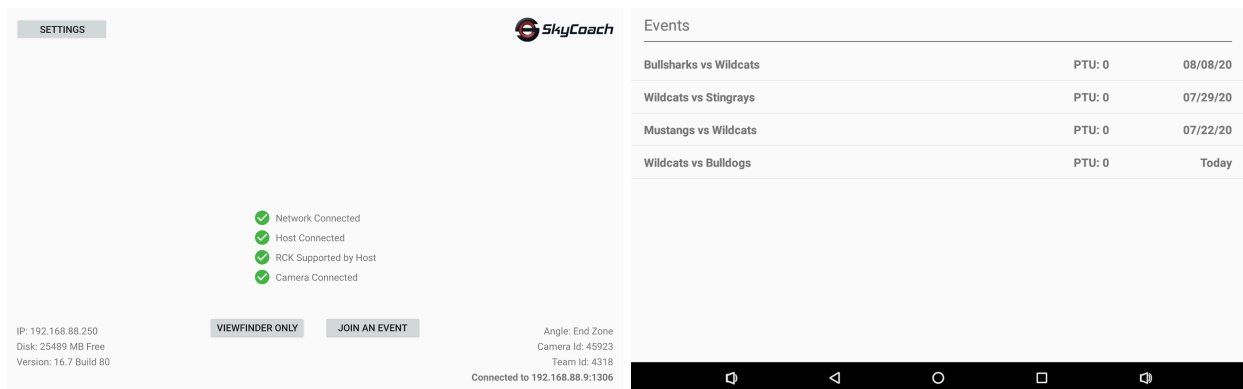 SETTINGS
SkyCoach
Network Connected
Host Connected
RCK Supported by Host
Camera Connected
VIEWFINDER ONLY
JOIN AN EVENT
IP: 192.168.88.250
Disk: 25489 MB Free
Version: 16.7 Build 80
Angle: End Zone
Camera Id: 45923
Team Id: 4318
Connected to 192.168.88.9:1306
Events
Bullsharks vs Wildcats PTU: 0 08/08/20
Wildcats vs Stingrays PTU: 0 07/29/20
Mustangs vs Wildcats PTU: 0 07/22/20
Wildcats vs Bulldogs PTU: 0 Today